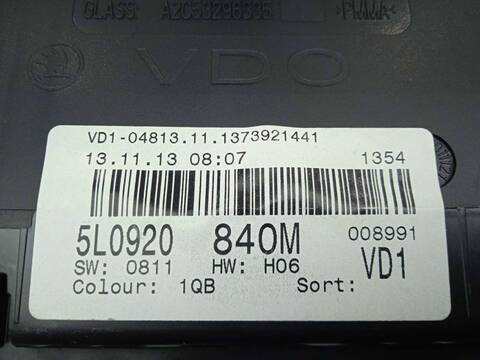 GLASS: A2C53296395 >PMMA<
VDO
VD1-04813.11.1373921441
13.11.13 08:07 1354
5L0920 840M 008991
SW: 0811 HW: H06 VD1
Colour: 1QB Sort: